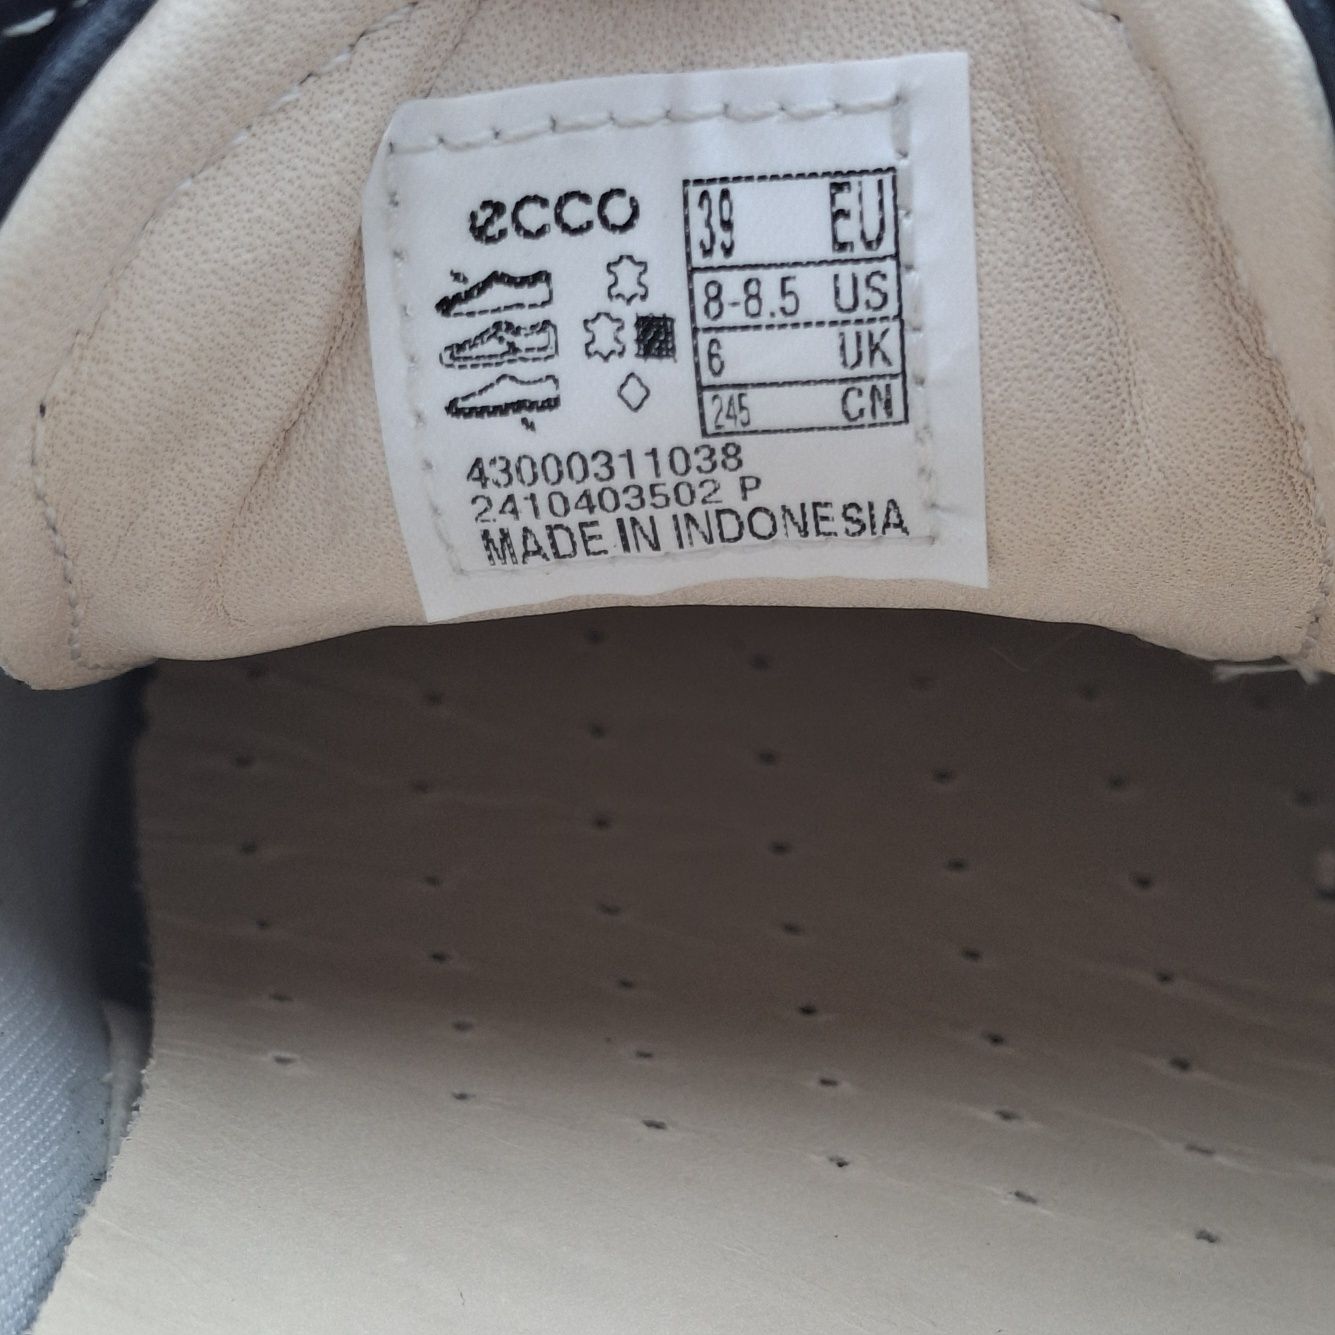 ecco
39 EU
8-8.5 US
6 UK
245 CN
43000311038
2410403502 P
MADE IN INDONESIA